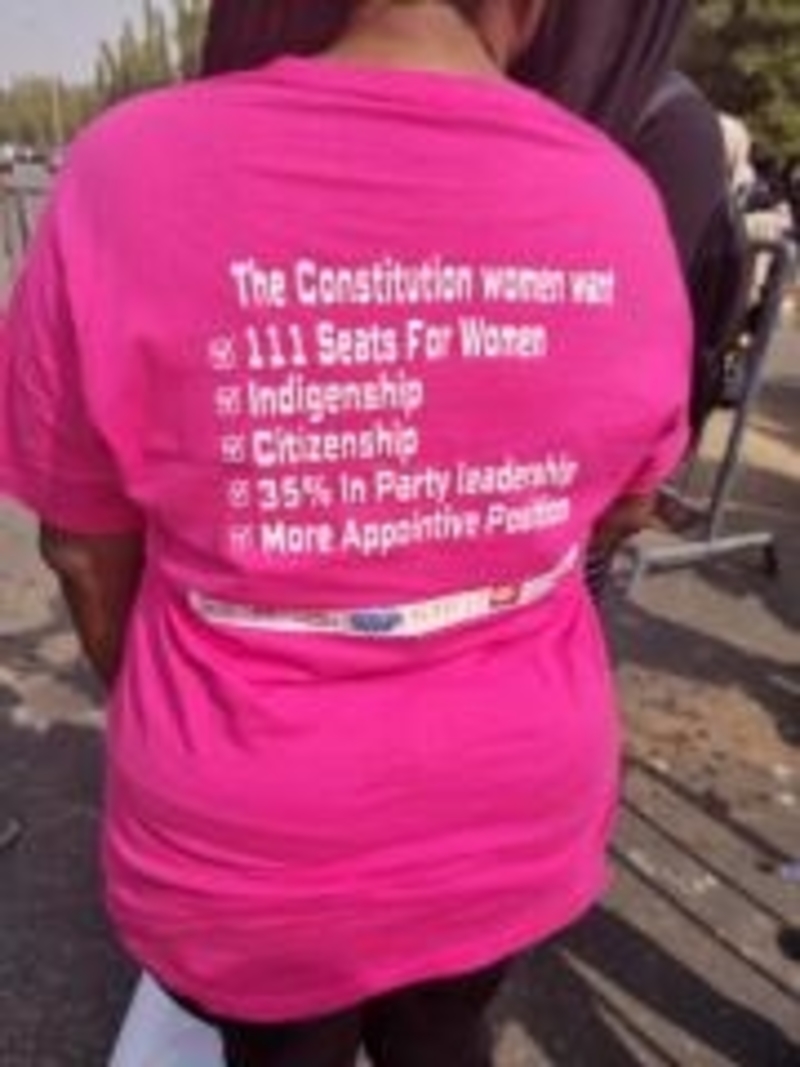 The Constitution women want
111 Seats For Women
Indigenship
Citizenship
35% In Party leadership
More Appointive Position